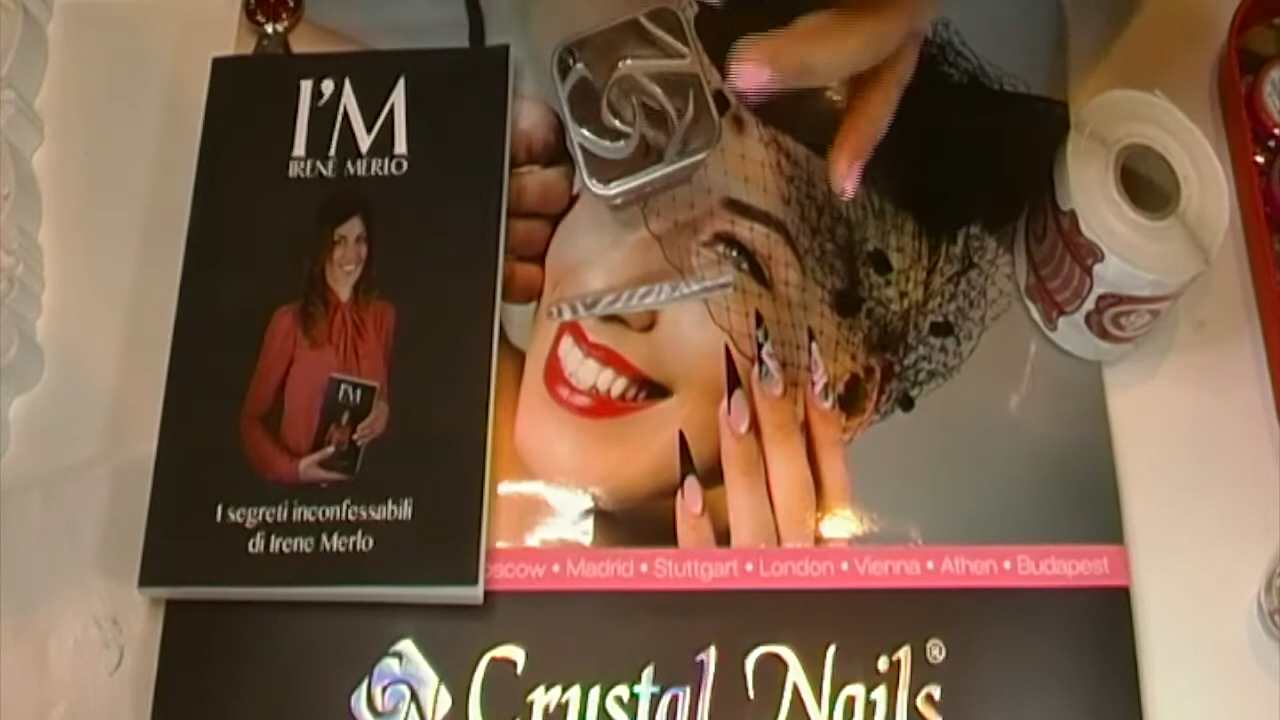 I'M
IRENE MERLO
I'M
I segreti inconfessabili
di Irene Merlo
• Madrid • Stuttgart • London • Vienna • Athen • Budapest
Crystal Nails®